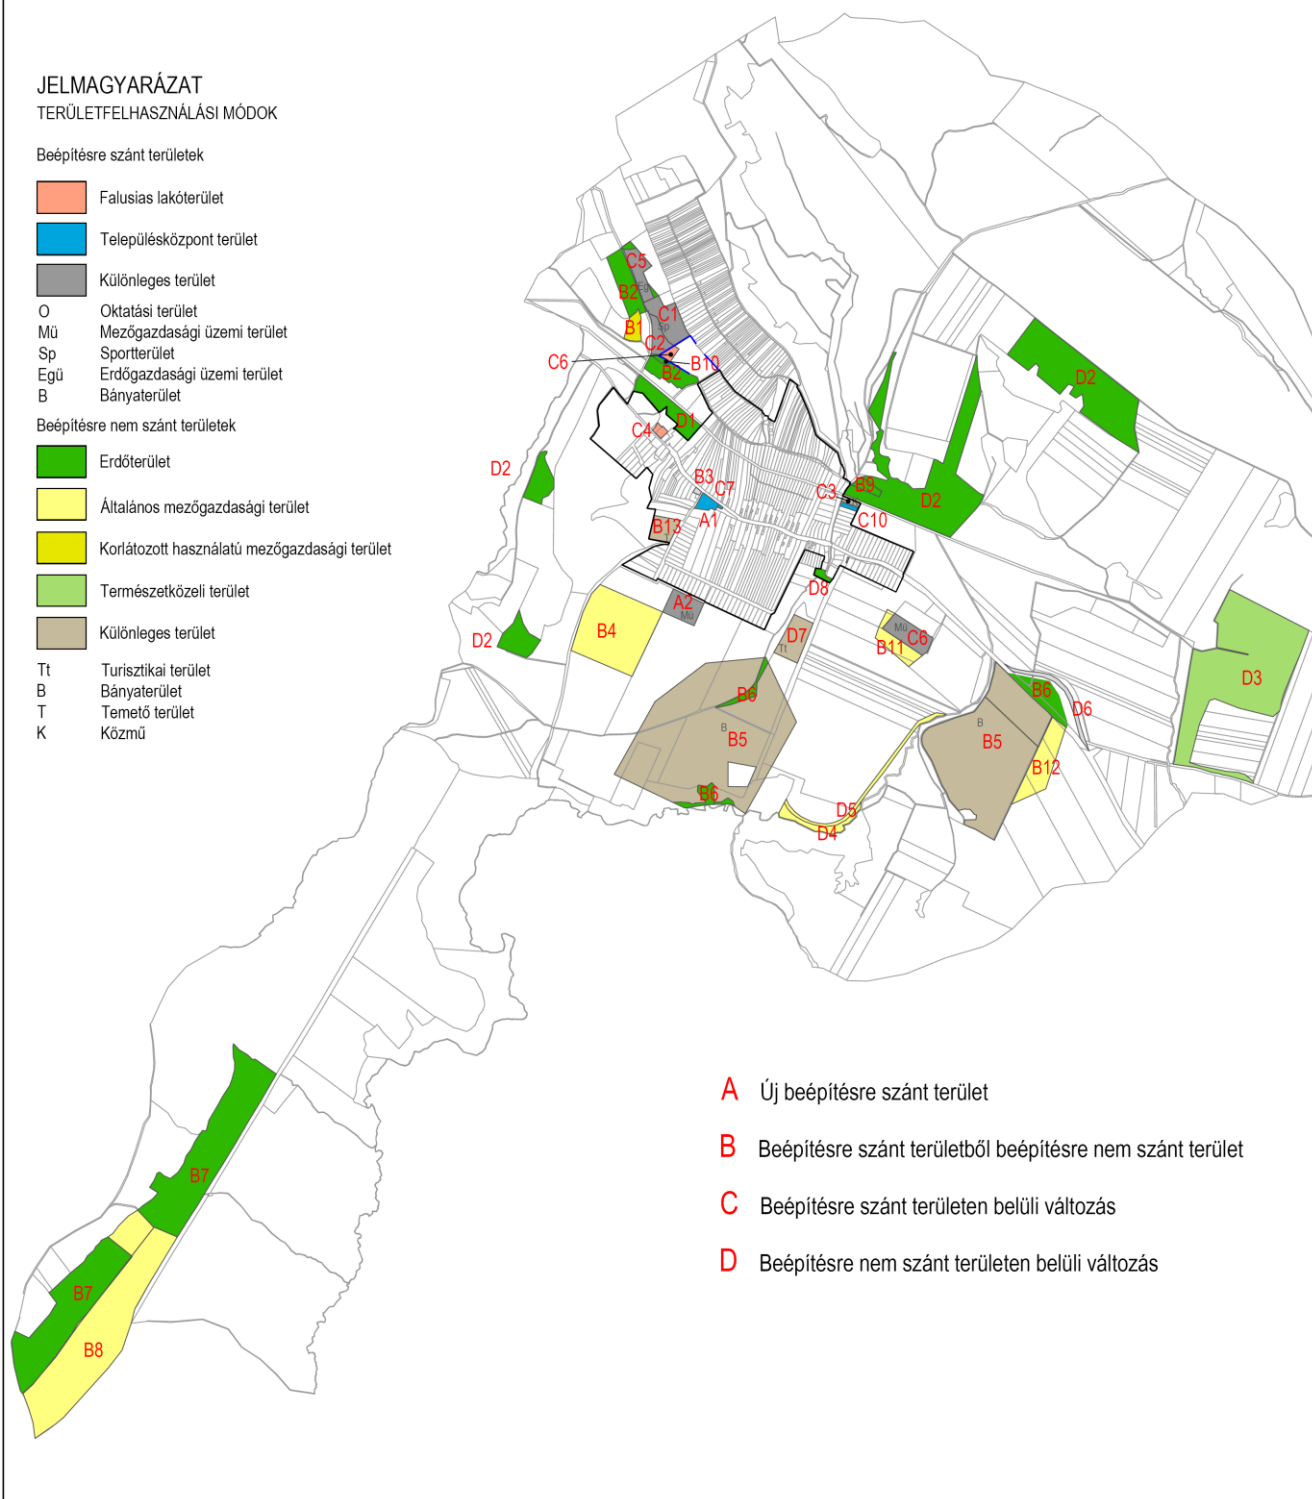 JELMAGYARÁZAT
TERÜLETFELHASZNÁLÁSI MÓDOK
Beépítésre szánt területek
Falusias lakóterület
Településközpont terület
Különleges terület
O Oktatási terület
Mü Mezőgazdasági üzemi terület
Sp Sportterület
Egü Erdőgazdasági üzemi terület
B Bányaterület
Beépítésre nem szánt területek
Erdőterület
Általános mezőgazdasági terület
Korlátozott használatú mezőgazdasági terület
Természetközeli terület
Különleges terület
Tt Turisztikai terület
B Bányaterület
T Temető terület
K Közmű
C5
B2
C1
Sp
B1
C2
C6
B10
B2
D2
D1
C4
D2
B3
C7
B9
C3
D2
A1
C10
B13
T
D8
A2
Mü
B4
D2
D7
Tt
Mü
C6
B11
D3
B6
B6
D6
B
B5
B
B5
B12
B6
D5
D4
B7
B7
B8
A Új beépítésre szánt terület
B Beépítésre szánt területből beépítésre nem szánt terület
C Beépítésre szánt területen belüli változás
D Beépítésre nem szánt területen belüli változás